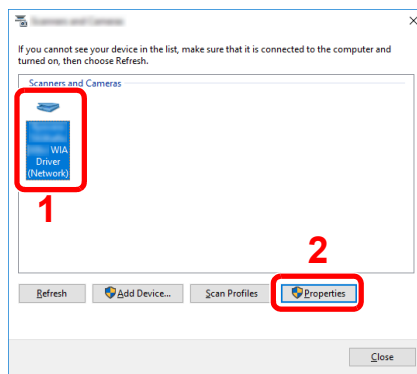 If you cannot see your device in the list, make sure that it is connected to the computer and
turned on, then choose Refresh.
Scanners and Cameras
WIA
Driver
(Network)
1
2
Refresh
Add Device...
Scan Profiles
Properties
Close